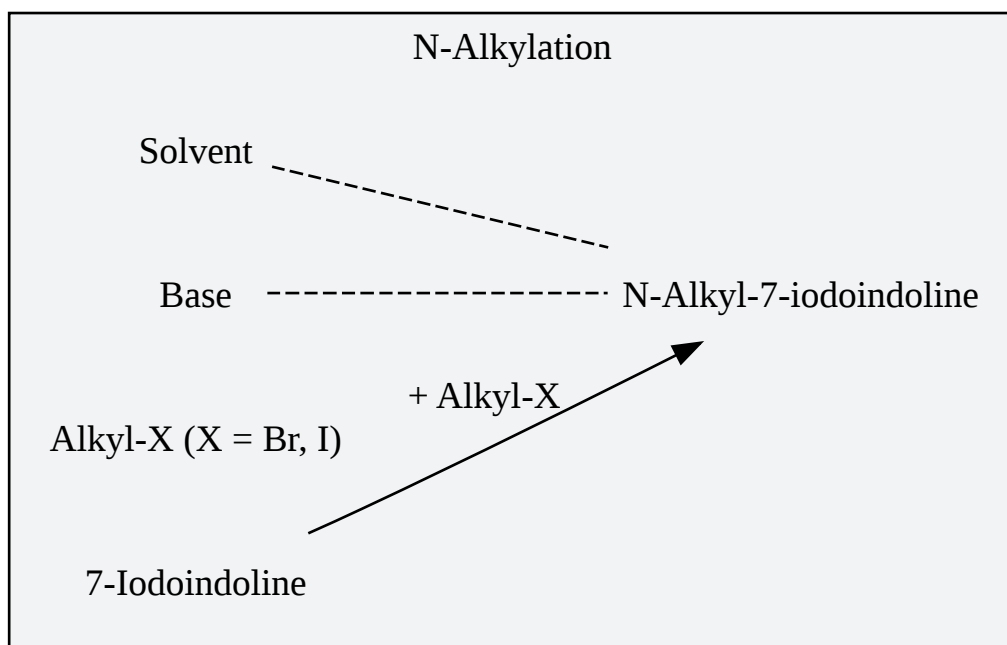 N-Alkylation
Solvent
Base
N-Alkyl-7-iodoindoline
+ Alkyl-X
Alkyl-X (X = Br, I)
7-Iodoindoline